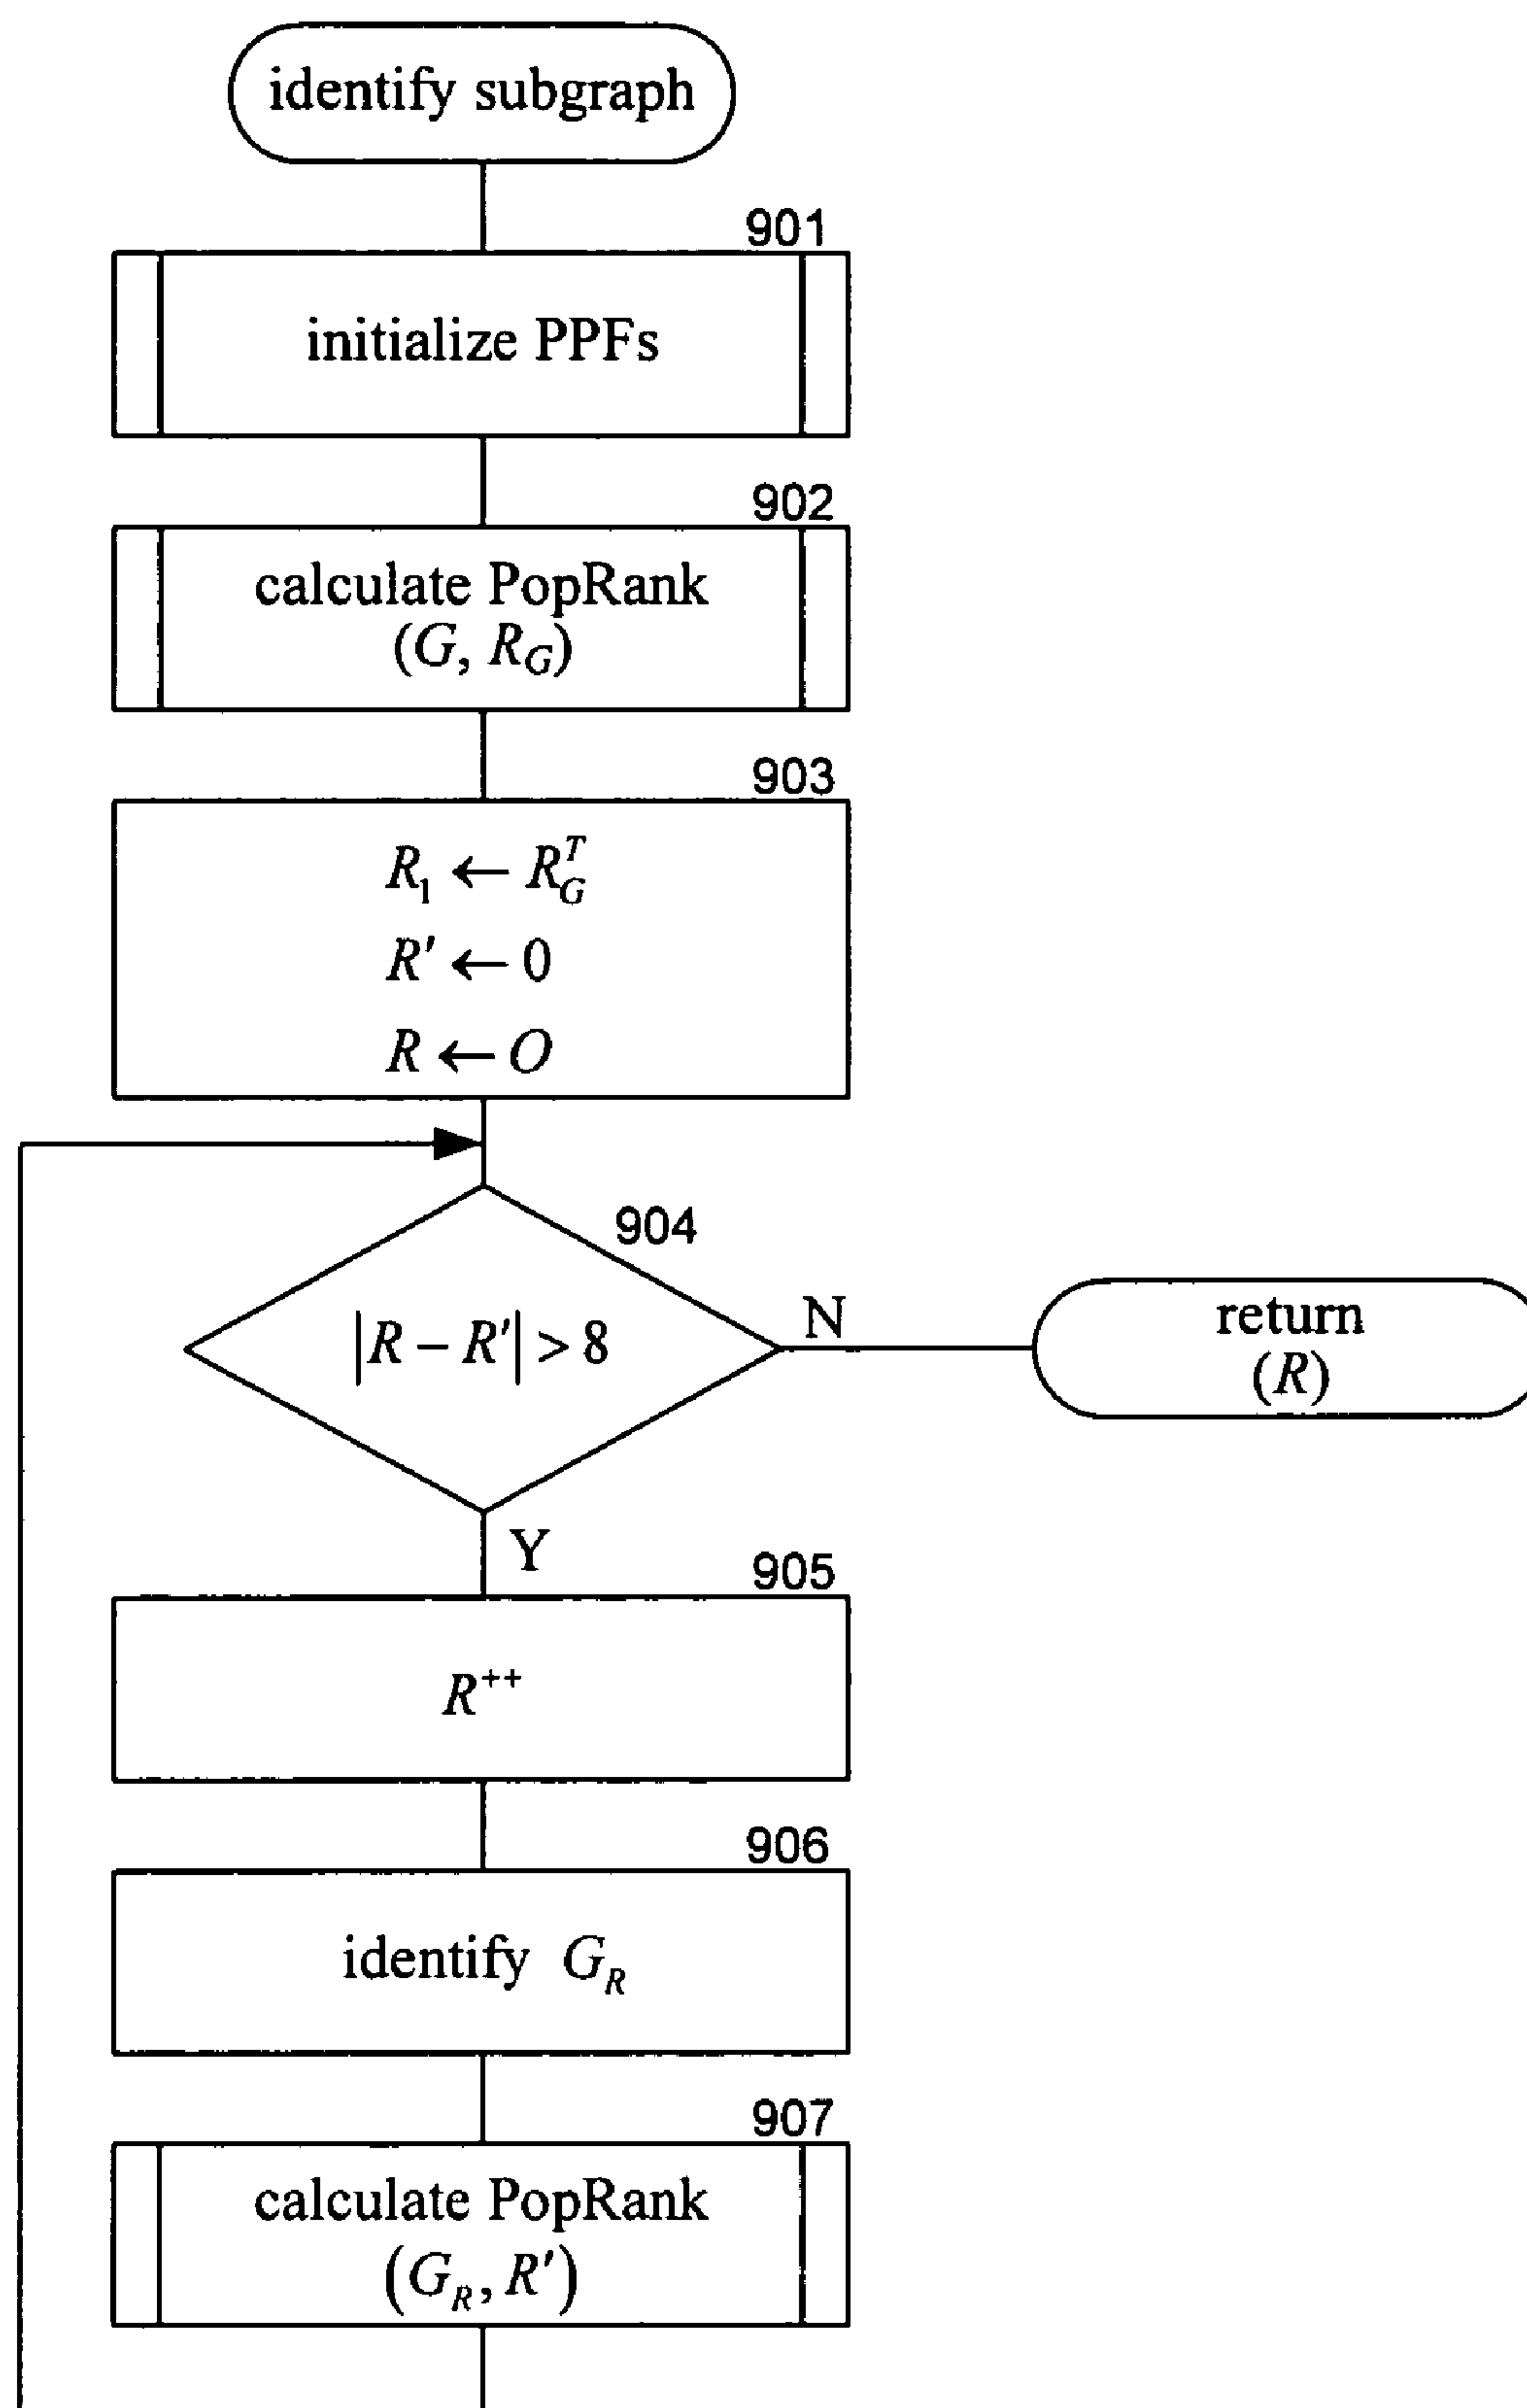 identify subgraph
901
initialize PPFs
902
calculate PopRank
(G, R_G)
903
R_1 ← R_G^T
R′ ← 0
R ← O
904
|R − R′| > 8
N
return
(R)
Y
905
R^{++}
906
identify G_R
907
calculate PopRank
(G_R, R′)